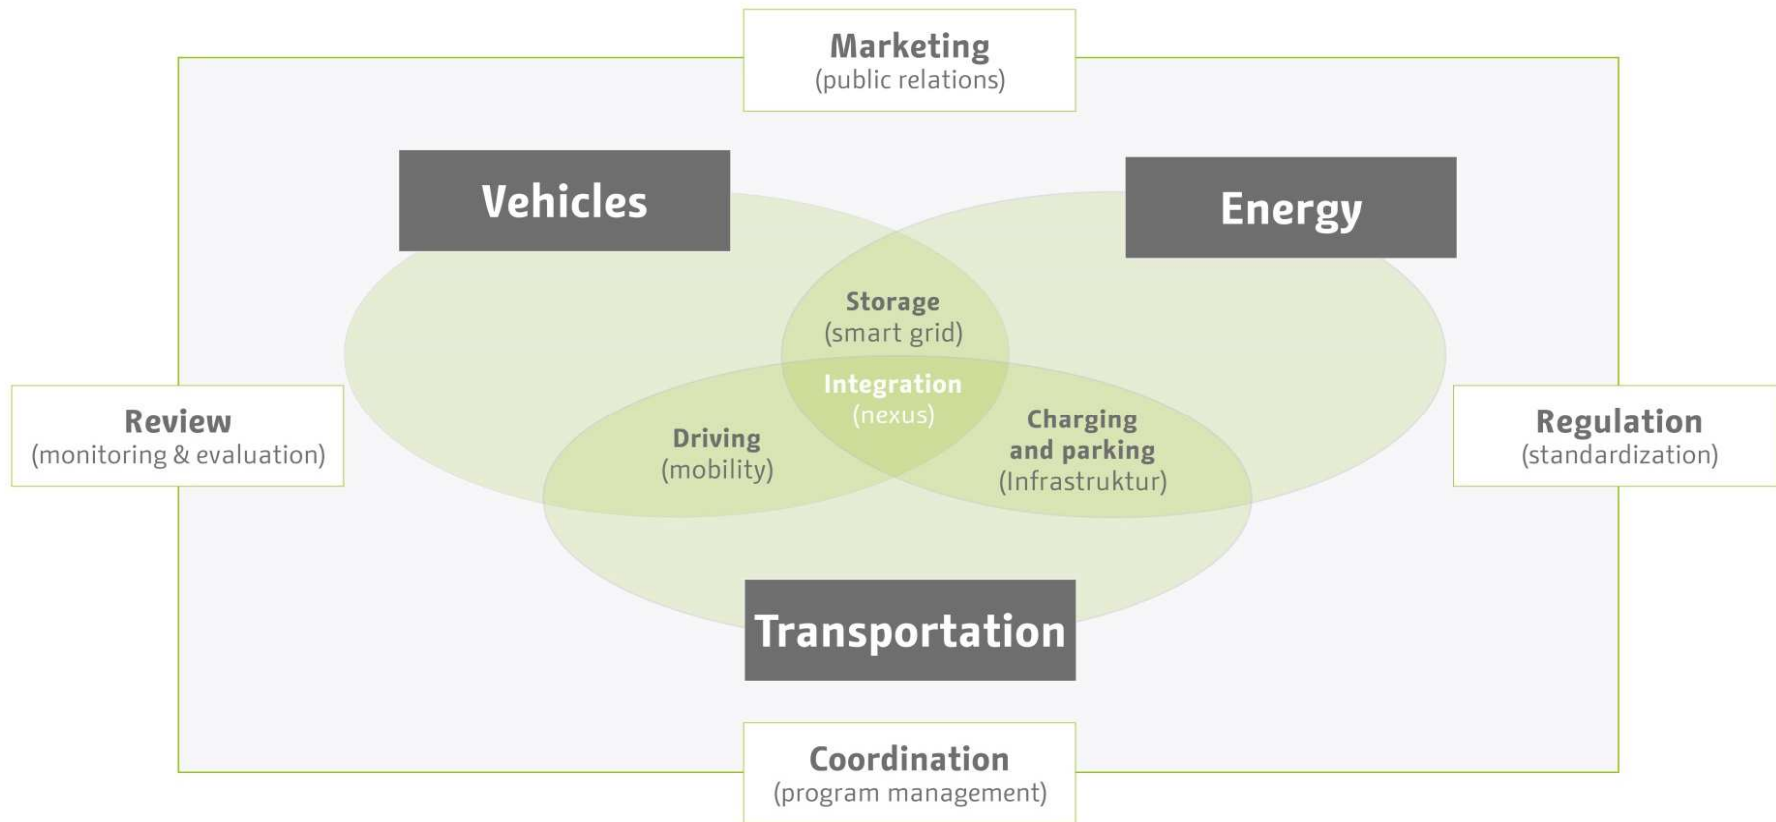 Marketing
(public relations)
Vehicles
Energy
Storage
(smart grid)
Integration
(nexus)
Driving
(mobility)
Charging
and parking
(Infrastruktur)
Review
(monitoring & evaluation)
Regulation
(standardization)
Transportation
Coordination
(program management)